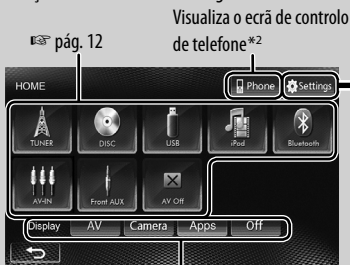 Visualiza o ecrã de controlo
☞ pág. 12
de telefone*2
HOME
Phone
Settings
TUNER
DISC
USB
iPod
Bluetooth
AV-IN
Front AUX
AV Off
Display
AV
Camera
Apps
Off